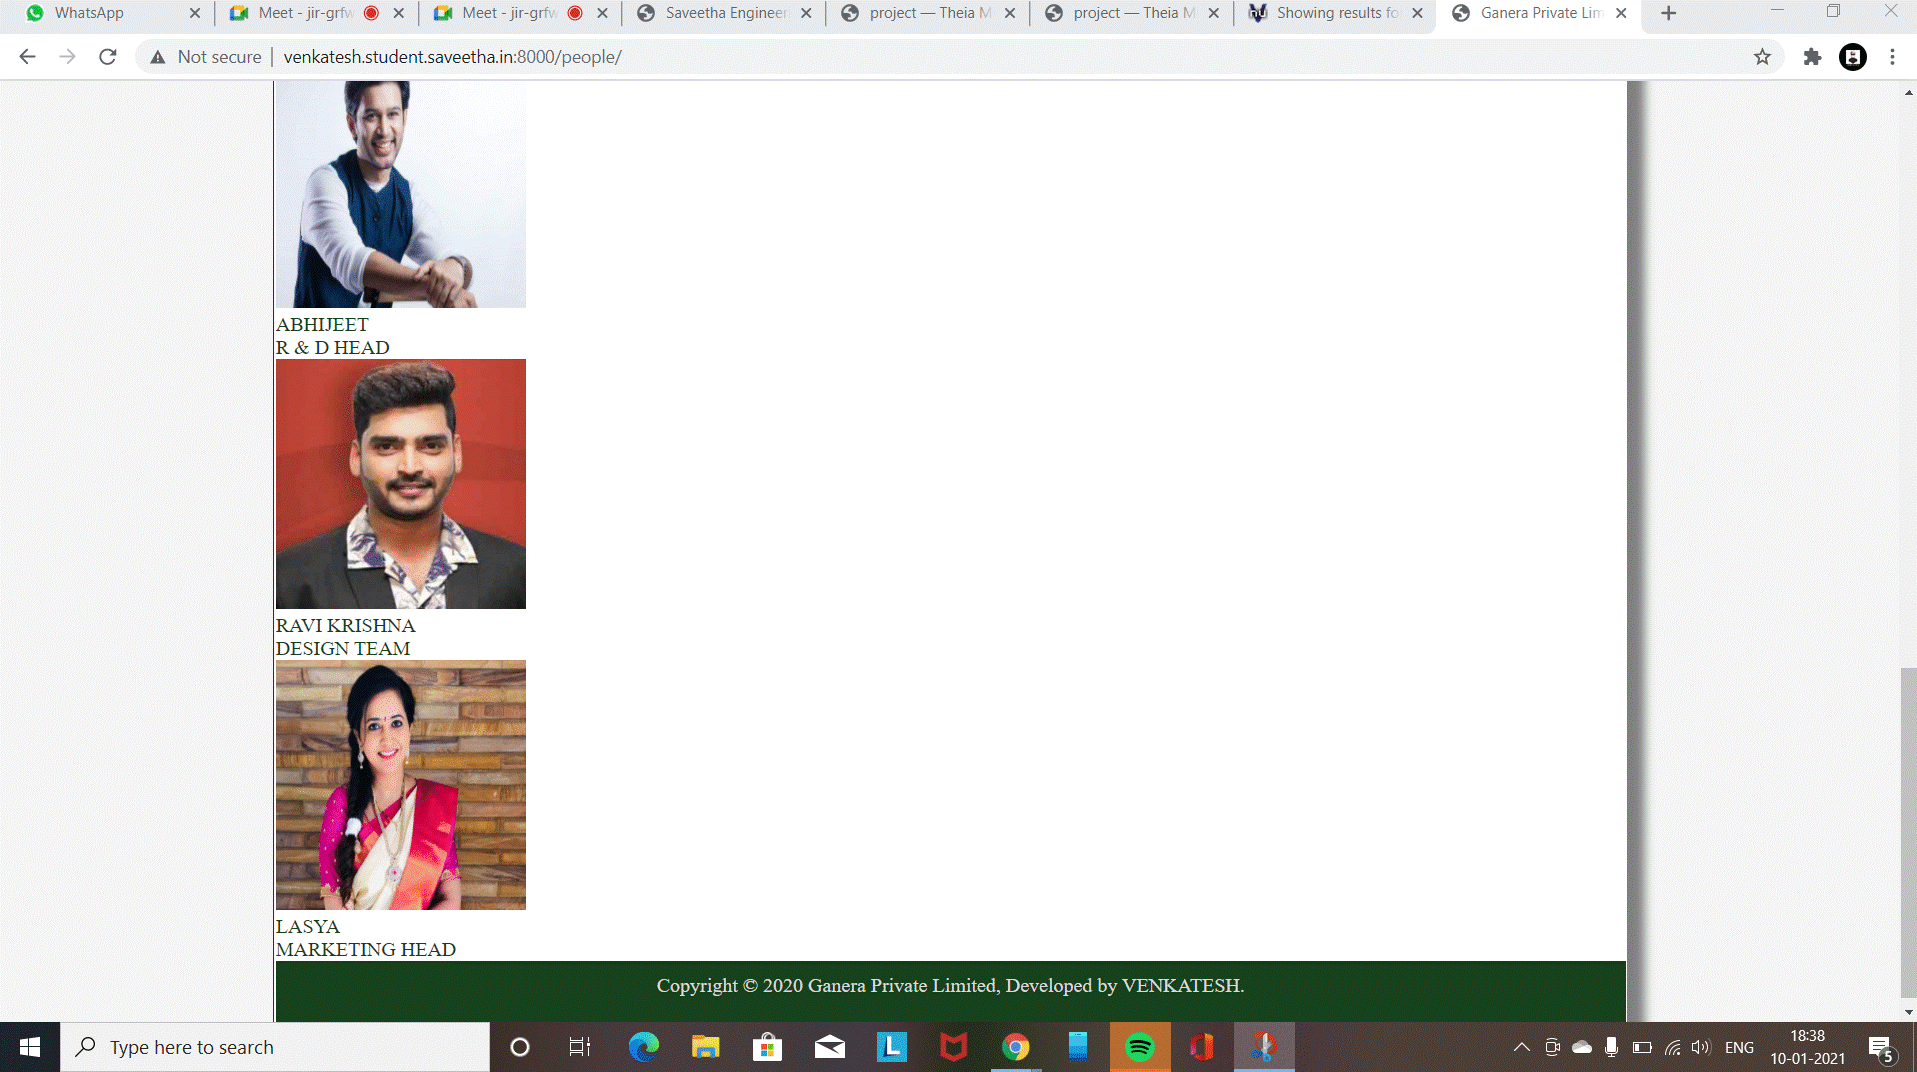 WhatsApp
Meet - jir-grfw
Meet - jir-grfw
Saveetha Engineer
project — Theia M
project — Theia M
Showing results fo
Ganera Private Lim
Not secure | venkatesh.student.saveetha.in:8000/people/
ABHIJEET
R & D HEAD
RAVI KRISHNA
DESIGN TEAM
LASYA
MARKETING HEAD
Copyright © 2020 Ganera Private Limited, Developed by VENKATESH.
Type here to search
L
ENG
18:38
10-01-2021
5